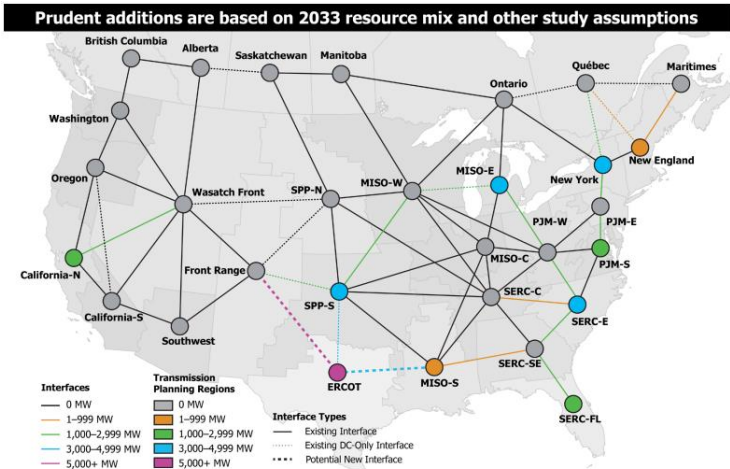 Prudent additions are based on 2033 resource mix and other study assumptions
British Columbia
Alberta
Saskatchewan
Manitoba
Ontario
Québec
Maritimes
Washington
Oregon
Wasatch Front
SPP-N
MISO-W
MISO-E
New York
New England
PJM-W
PJM-E
California-N
Front Range
MISO-C
PJM-S
SPP-S
SERC-C
California-S
Southwest
SERC-E
ERCOT
MISO-S
SERC-SE
SERC-FL
Interfaces
0 MW
1–999 MW
1,000–2,999 MW
3,000–4,999 MW
5,000+ MW
Transmission
Planning Regions
0 MW
1–999 MW
1,000–2,999 MW
3,000–4,999 MW
5,000+ MW
Interface Types
Existing Interface
Existing DC-Only Interface
Potential New Interface